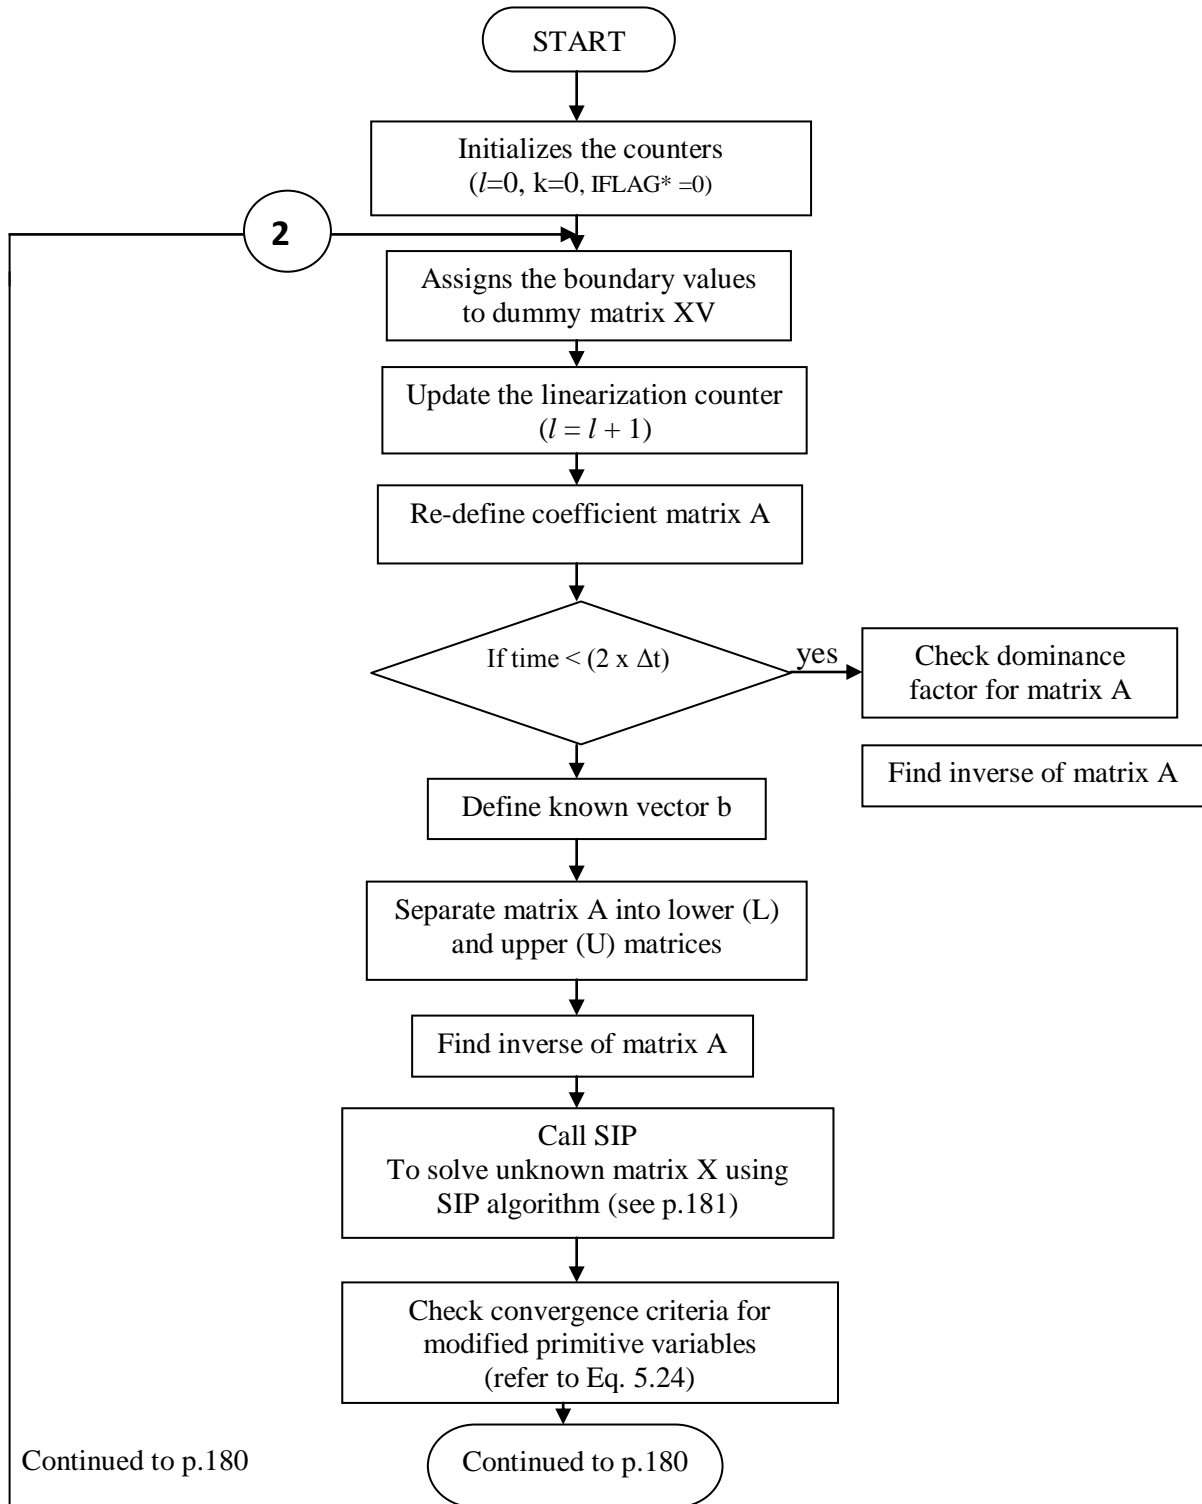 START
Initializes the counters
(l=0, k=0, IFLAG* =0)
2
Assigns the boundary values
to dummy matrix XV
Update the linearization counter
(l = l + 1)
Re-define coefficient matrix A
If time < (2 x Δt)
yes
Check dominance
factor for matrix A
Find inverse of matrix A
Define known vector b
Separate matrix A into lower (L)
and upper (U) matrices
Find inverse of matrix A
Call SIP
To solve unknown matrix X using
SIP algorithm (see p.181)
Check convergence criteria for
modified primitive variables
(refer to Eq. 5.24)
Continued to p.180
Continued to p.180